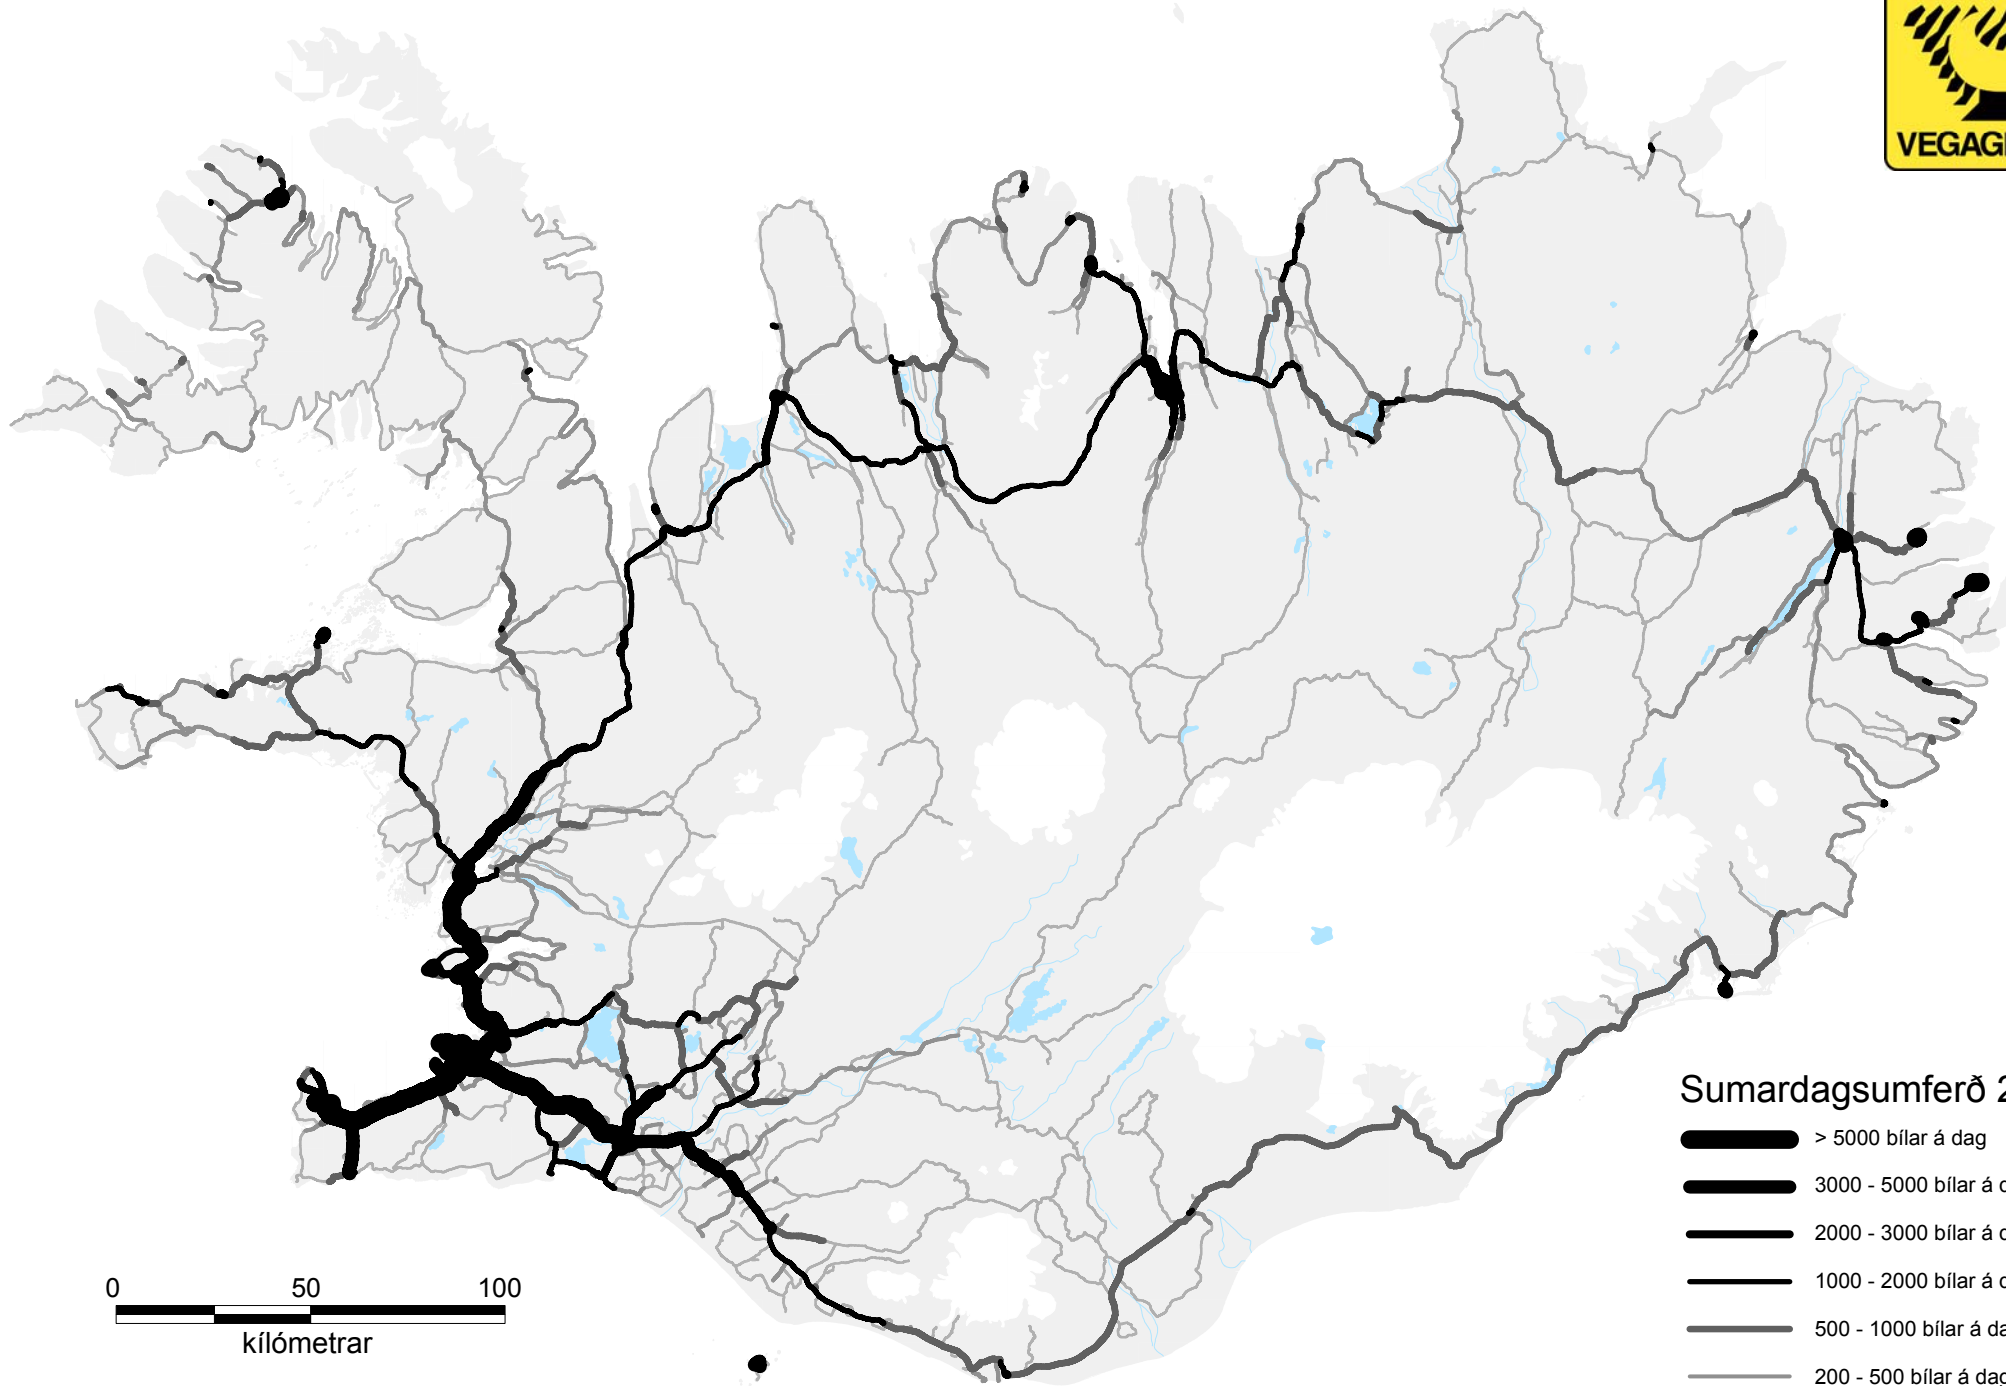 Sumardagsumferð
> 5000 bílar á dag
3000 - 5000 bílar á
2000 - 3000 bílar á
1000 - 2000 bílar á
500 - 1000 bílar á
200 - 500 bílar á dag
0 50 100
kílómetrar